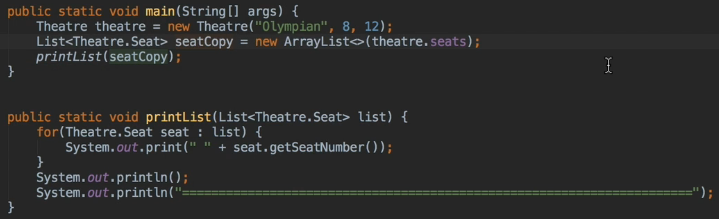 public static void main(String[] args) {
    Theatre theatre = new Theatre("Olympian", 8, 12);
    List<Theatre.Seat> seatCopy = new ArrayList<>(theatre.seats);
    printList(seatCopy);
}
public static void printList(List<Theatre.Seat> list) {
    for(Theatre.Seat seat : list) {
        System.out.print(" " + seat.getSeatNumber());
    }
    System.out.println();
    System.out.println("======================================================================");
}